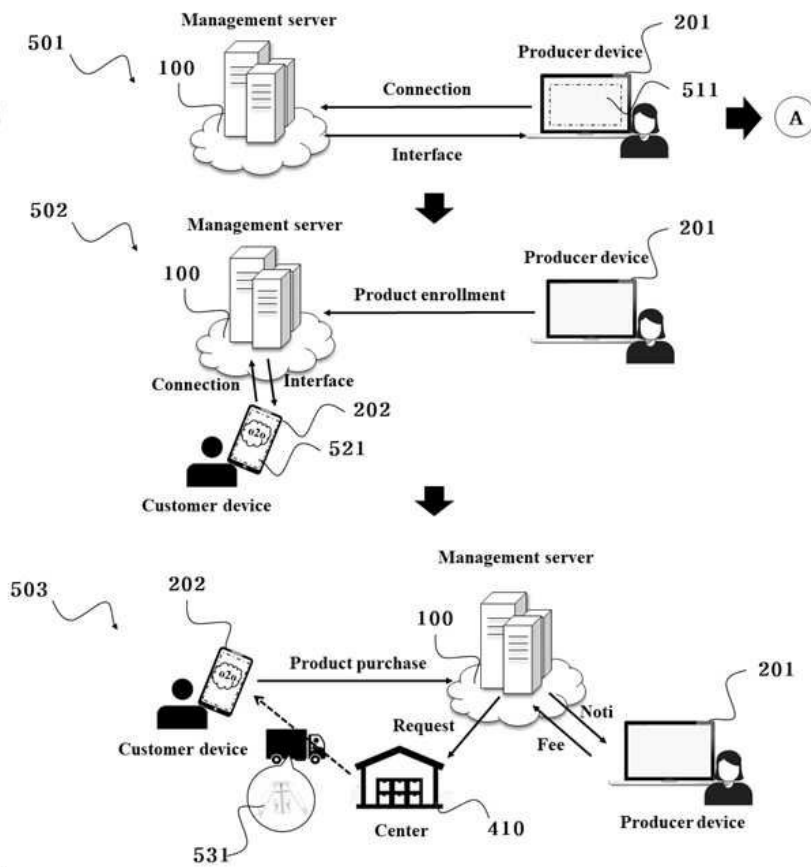 Management server
501
201
Producer device
100
511
Connection
A
Interface
502
Management server
201
100
Producer device
Product enrollment
Connection
Interface
202
o2o
521
Customer device
Management server
503
202
100
Product purchase
o2o
201
Request
Noti
Customer device
Fee
Center
410
Producer device
531